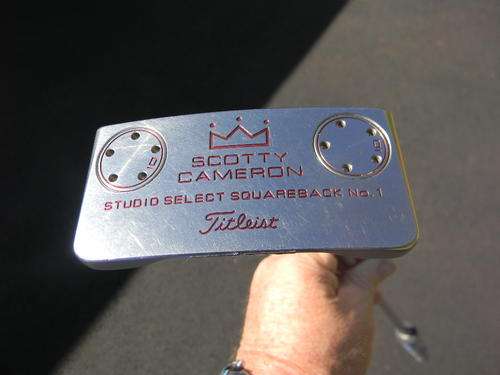 SCOTTY
CAMERON
STUDIO SELECT SQUAREBACK No. 1
Titleist